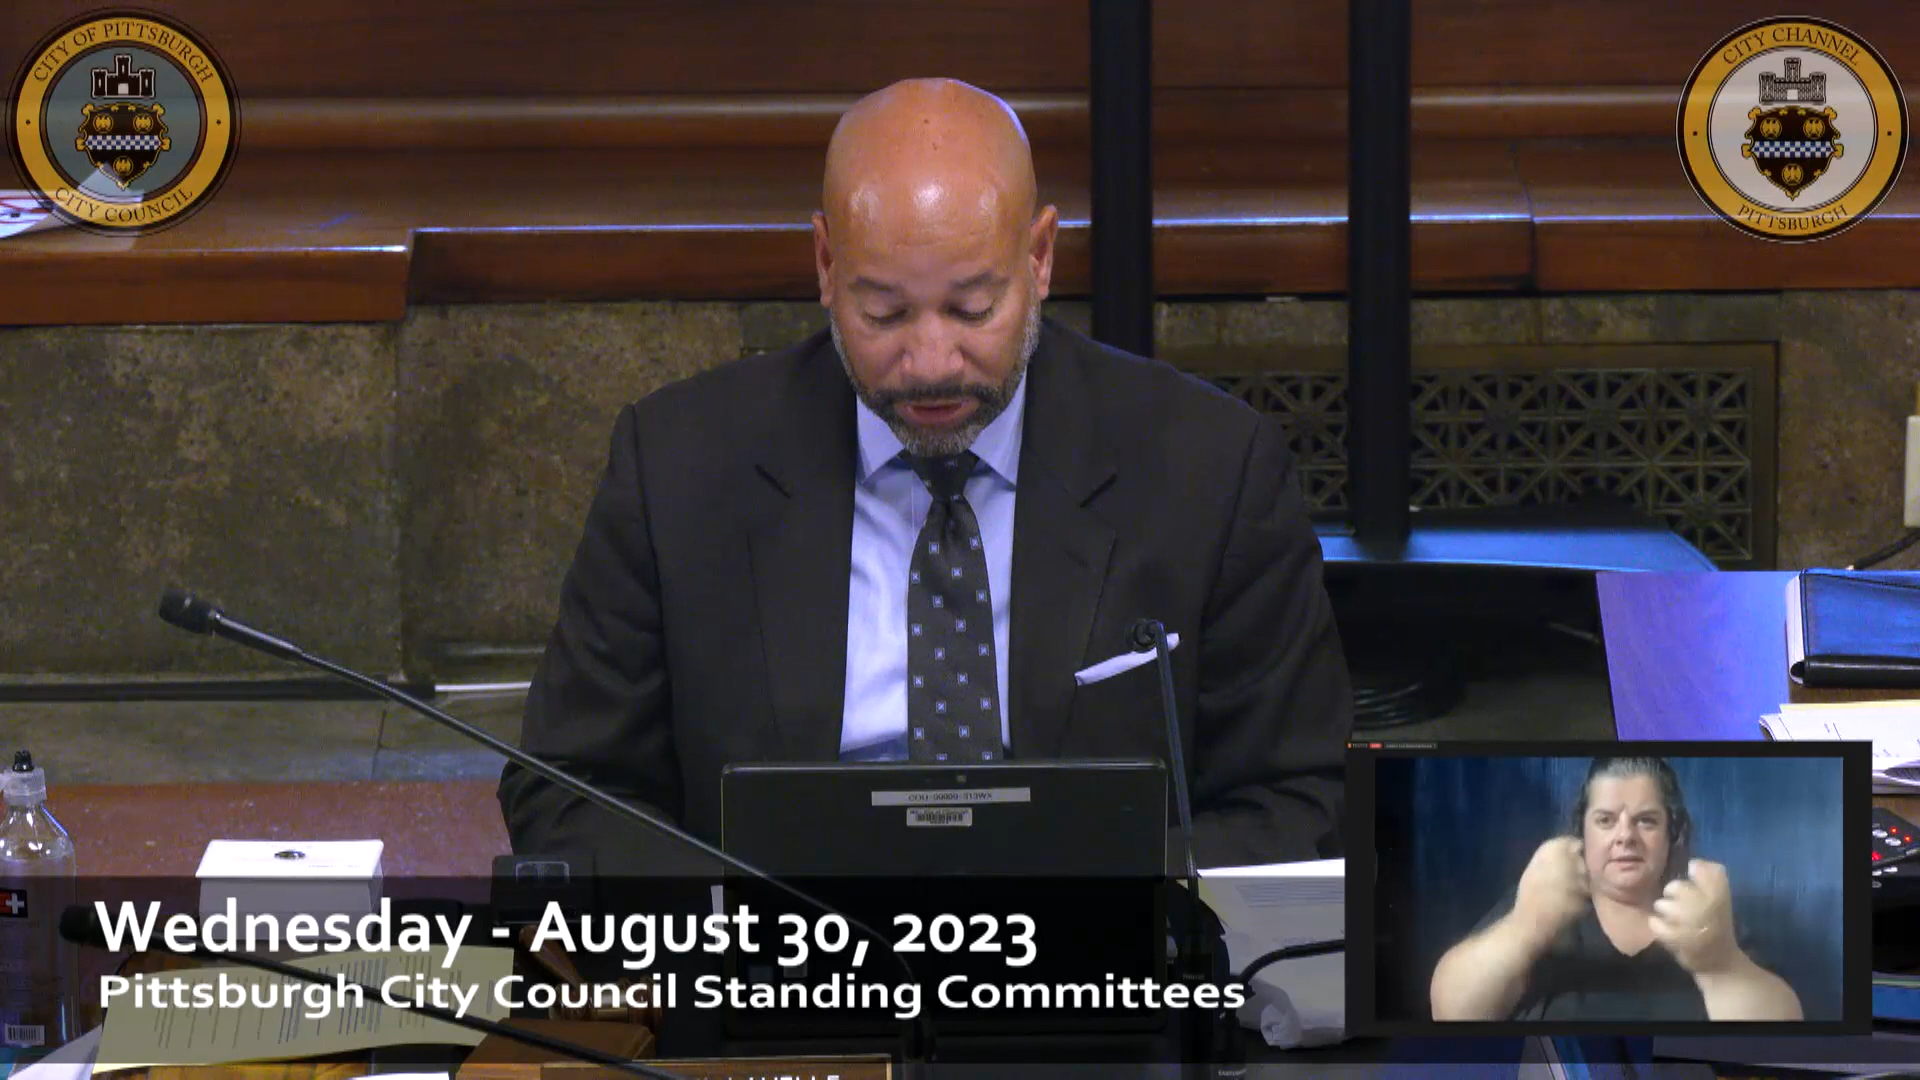 CITY OF PITTSBURGH
CITY COUNCIL
CITY CHANNEL
PITTSBURGH
Wednesday - August 30, 2023
Pittsburgh City Council Standing Committees